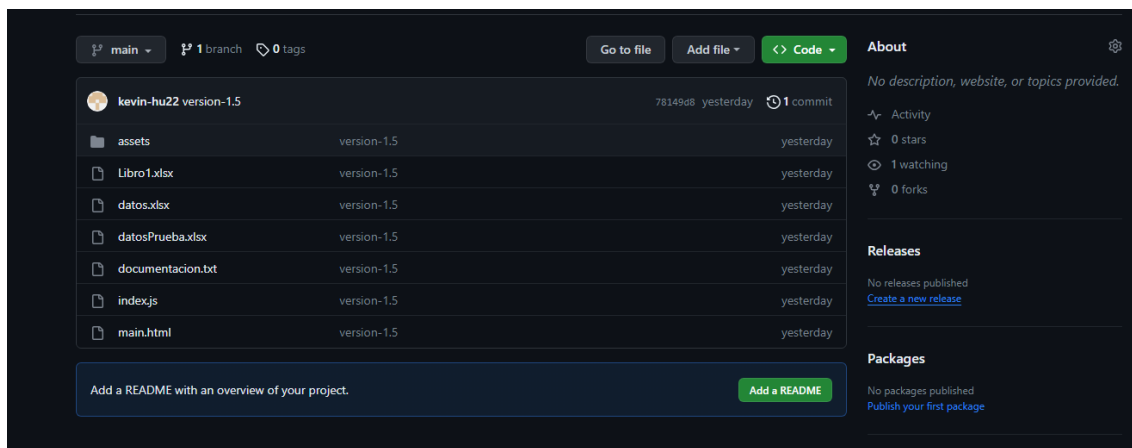 main
1 branch
0 tags
Go to file
Add file
<> Code
kevin-hu22 version-1.5
78149d8 yesterday
1 commit
assets version-1.5 yesterday
Libro1.xlsx version-1.5 yesterday
datos.xlsx version-1.5 yesterday
datosPrueba.xlsx version-1.5 yesterday
documentacion.txt version-1.5 yesterday
index.js version-1.5 yesterday
main.html version-1.5 yesterday
Add a README with an overview of your project.
Add a README
About
No description, website, or topics provided.
Activity
0 stars
1 watching
0 forks
Releases
No releases published
Create a new release
Packages
No packages published
Publish your first package